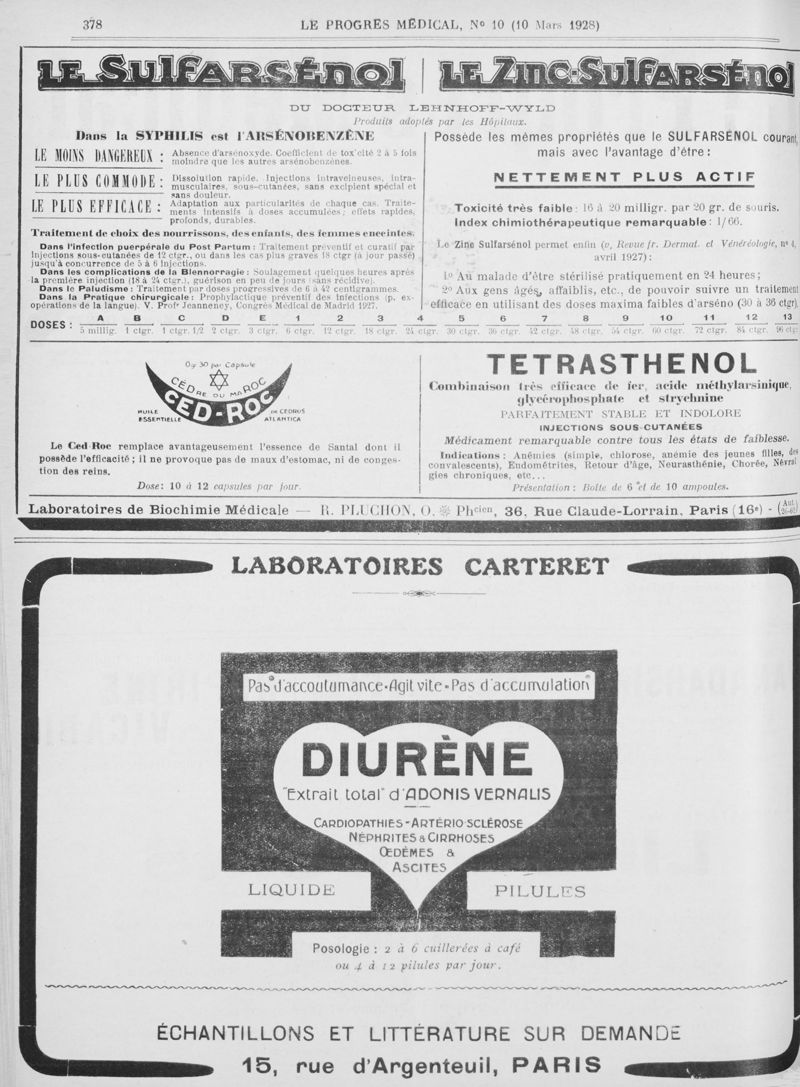 378
LE PROGRÈS MÉDICAL, No 10 (10 Mars 1928)
LE SULFARSÉNOL
LE ZINC-SULFARSÉNOL
DU DOCTEUR LEHNHOFF-WYLD
Produits adoptés par les Hôpitaux.
Dans la SYPHILIS est l'ARSÉNOBENZÈNE
LE MOINS DANGEREUX : Absence d'arsénoxyde. Coefficient de tox'cité 2 à 5 fois
moindre que les autres arsénobenzènes.
LE PLUS COMMODE : Dissolution rapide. Injections intraveineuses, intra-
musculaires, sous-cutanées, sans excipient spécial et
sans douleur.
LE PLUS EFFICACE : Adaptation aux particularités de chaque cas. Traite-
ments intensifs à doses accumulées; effets rapides,
profonds, durables.
Traitement de choix des nourrissons, des enfants, des femmes enceintes.
Dans l'infection puerpérale du Post Partum : Traitement préventif et curatif par
Injections sous-cutanées de 12 ctgr., ou dans les cas plus graves 18 ctgr (à jour passé)
jusqu'à concurrence de 5 à 6 Injections.
Dans les complications de la Blennorragie : Soulagement quelques heures après
la première injection (18 à 24 ctgr.), guérison en peu de jours (sans récidive).
Dans le Paludisme : Traitement par doses progressives de 6 à 42 centigrammes.
Dans la Pratique chirurgicale : Prophylactique préventif des Infections (p. ex-
opérations de la langue). V. Profr Jeanneney, Congrès Médical de Madrid 1927.
Possède les mêmes propriétés que le SULFARSÉNOL courant
mais avec l'avantage d'être :
NETTEMENT PLUS ACTIF
Toxicité très faible : 16 à 20 milligr. par 20 gr. de souris.
Index chimiothérapeutique remarquable : 1/66.
Le Zinc Sulfarsénol permet enfin (v, Revue fr. Dermat. et Vénéréologie, n° 4,
avril 1927) :
1° Au malade d'être stérilisé pratiquement en 24 heures ;
2° Aux gens âgés, affaiblis, etc., de pouvoir suivre un traitement
efficace en utilisant des doses maxima faibles d'arséno (30 à 36 ctgr).
DOSES : A B C D E 1 2 3 4 5 6 7 8 9 10 11 12 13
5 millig. 1 ctgr. 1 ctgr. 1/2 2 ctgr. 3 ctgr. 6 ctgr. 12 ctgr. 18 ctgr. 24 ctgr. 30 ctgr. 36 ctgr. 42 ctgr. 48 ctgr. 54 ctgr. 60 ctgr. 72 ctgr. 84 ctgr. 96 ctgr
Ogr 30 par Capsule
CÈDRE DU MAROC
CED-ROC
HUILE ESSENTIELLE
DE CEDRUS ATLANTICA
Le Ced-Roc remplace avantageusement l'essence de Santal dont il
possède l'efficacité ; il ne provoque pas de maux d'estomac, ni de conges-
tion des reins.
Dose : 10 à 12 capsules par jour.
TETRASTHENOL
Combinaison très efficace de fer, acide méthylarsinique,
glycérophosphate et strychnine
PARFAITEMENT STABLE ET INDOLORE
INJECTIONS SOUS-CUTANÉES
Médicament remarquable contre tous les états de faiblesse.
Indications : Anémies (simple, chlorose, anémie des jeunes filles, des
convalescents), Endométrites, Retour d'âge, Neurasthénie, Chorée, Névral
gies chroniques, etc...
Présentation : Boîte de 6 et de 10 ampoules.
Laboratoires de Biochimie Médicale — R. PLUCHON, O. Phcien, 36, Rue Claude-Lorrain, Paris (16e) - (Aut. 26-62)
LABORATOIRES CARTERET
Pas d'accoutumance • Agit vite • Pas d'accumulation
DIURÈNE
"Extrait total" d'ADONIS VERNALIS
CARDIOPATHIES - ARTÉRIO-SCLÉROSE
NÉPHRITES & CIRRHOSES
ŒDÈMES &
ASCITES
LIQUIDE
PILULES
Posologie : 2 à 6 cuillerées à café
ou 4 à 12 pilules par jour.
ÉCHANTILLONS ET LITTÉRATURE SUR DEMANDE
15, rue d'Argenteuil, PARIS